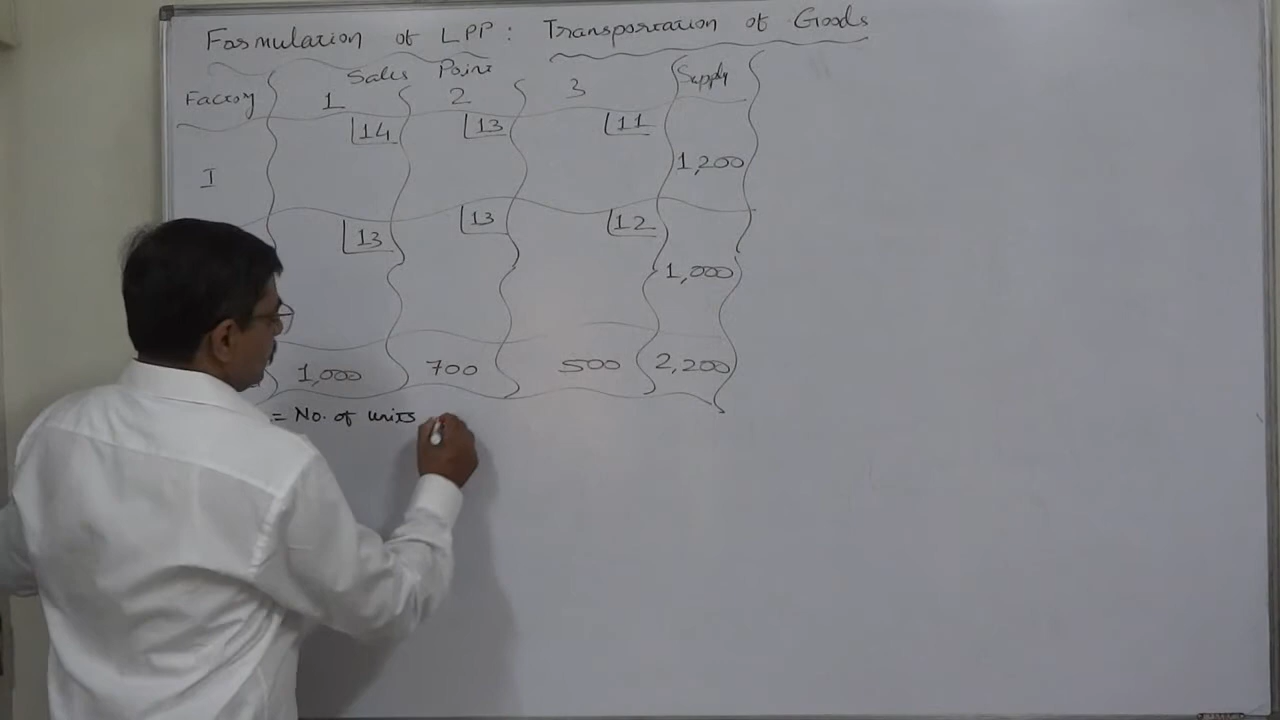 Formulation of LPP: Transportation of Goods
Sales Point
Factory 1 2 3 Supply
14 13 11
I 1,200
13 13 12
1,000
1,000 700 500 2,200
= No. of units